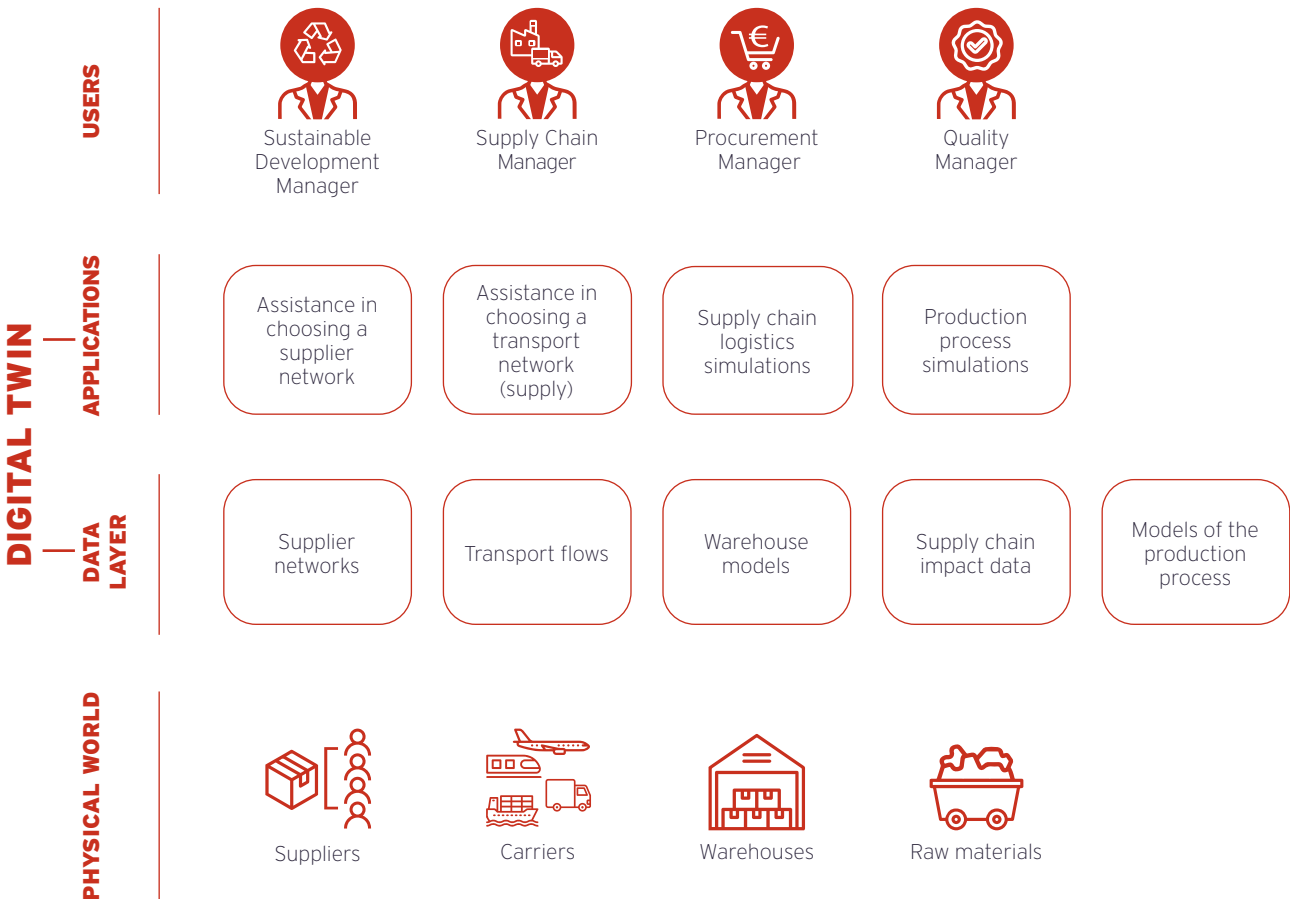 USERS
Sustainable
Development
Manager
Supply Chain
Manager
Procurement
Manager
Quality
Manager
DIGITAL TWIN
APPLICATIONS
Assistance in
choosing a
supplier
network
Assistance in
choosing a
transport
network
(supply)
Supply chain
logistics
simulations
Production
process
simulations
DATA
LAYER
Supplier
networks
Transport flows
Warehouse
models
Supply chain
impact data
Models of the
production
process
PHYSICAL WORLD
Suppliers
Carriers
Warehouses
Raw materials